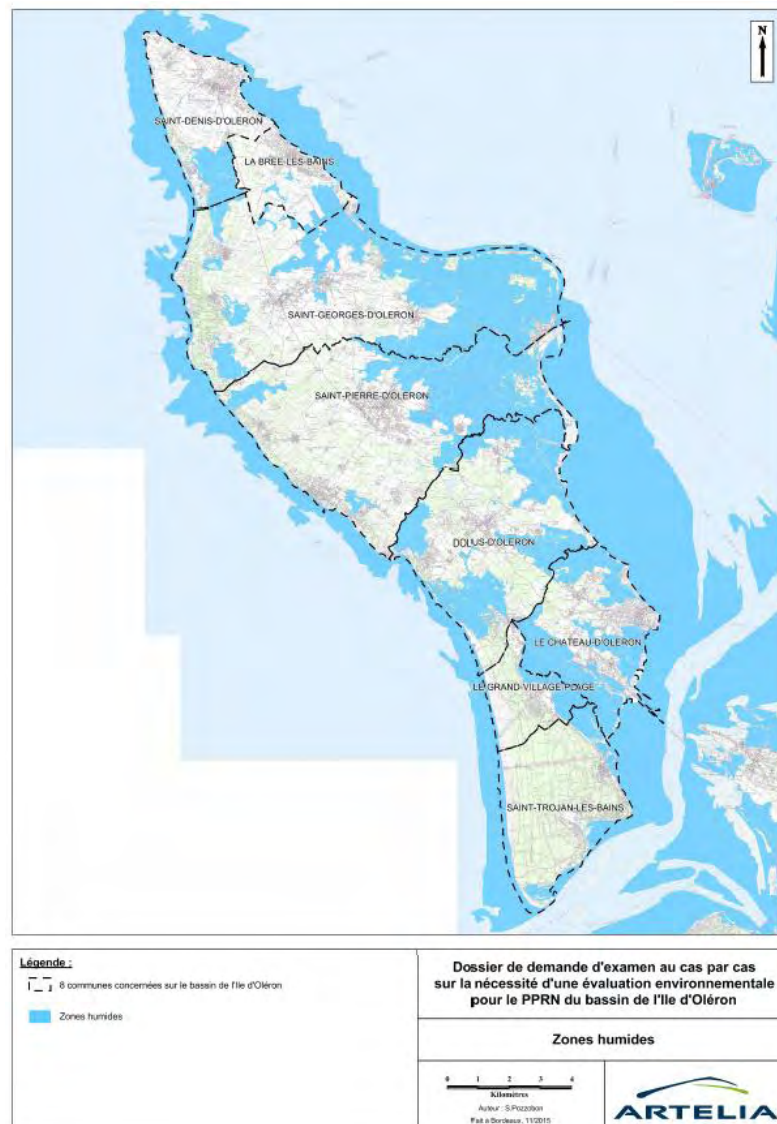 N
SAINT-DENIS-D'OLERON
LA BREE-LES-BAINS
SAINT-GEORGES-D'OLERON
SAINT-PIERRE-D'OLERON
DOLUS-D'OLERON
LE CHATEAU-D'OLERON
LE GRAND-VILLAGE-PLAGE
SAINT-TROJAN-LES-BAINS
Légende :
8 communes concernées sur le bassin de l'Ile d'Oléron
Zones humides
Dossier de demande d'examen au cas par cas
sur la nécessité d'une évaluation environnementale
pour le PPRN du bassin de l'Ile d'Oléron
Zones humides
0 1 2 3 4
Kilomètres
Auteur : S.Pozzobon
Fait à Bordeaux, 11/2015
ARTELIA